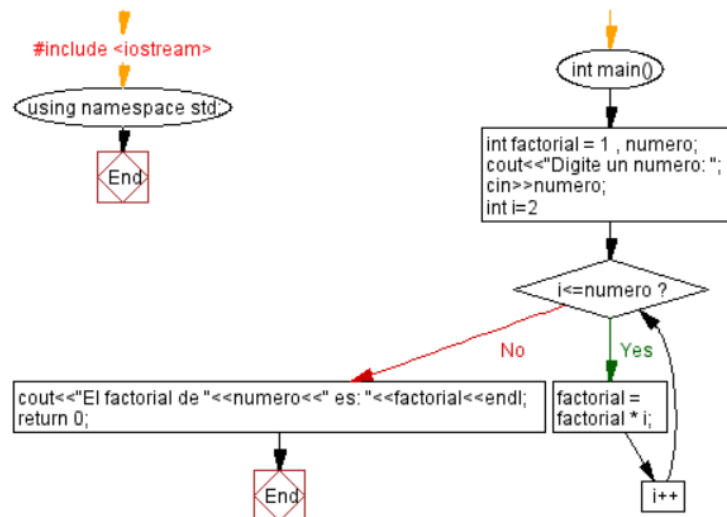 #include <iostream>
using namespace std;
End
int main()
int factorial = 1 , numero;
cout<<"Digite un numero: ";
cin>>numero;
int i=2
i<=numero ?
No
Yes
cout<<"El factorial de "<<numero<<" es: "<<factorial<<endl;
return 0;
factorial =
factorial * i;
i++
End